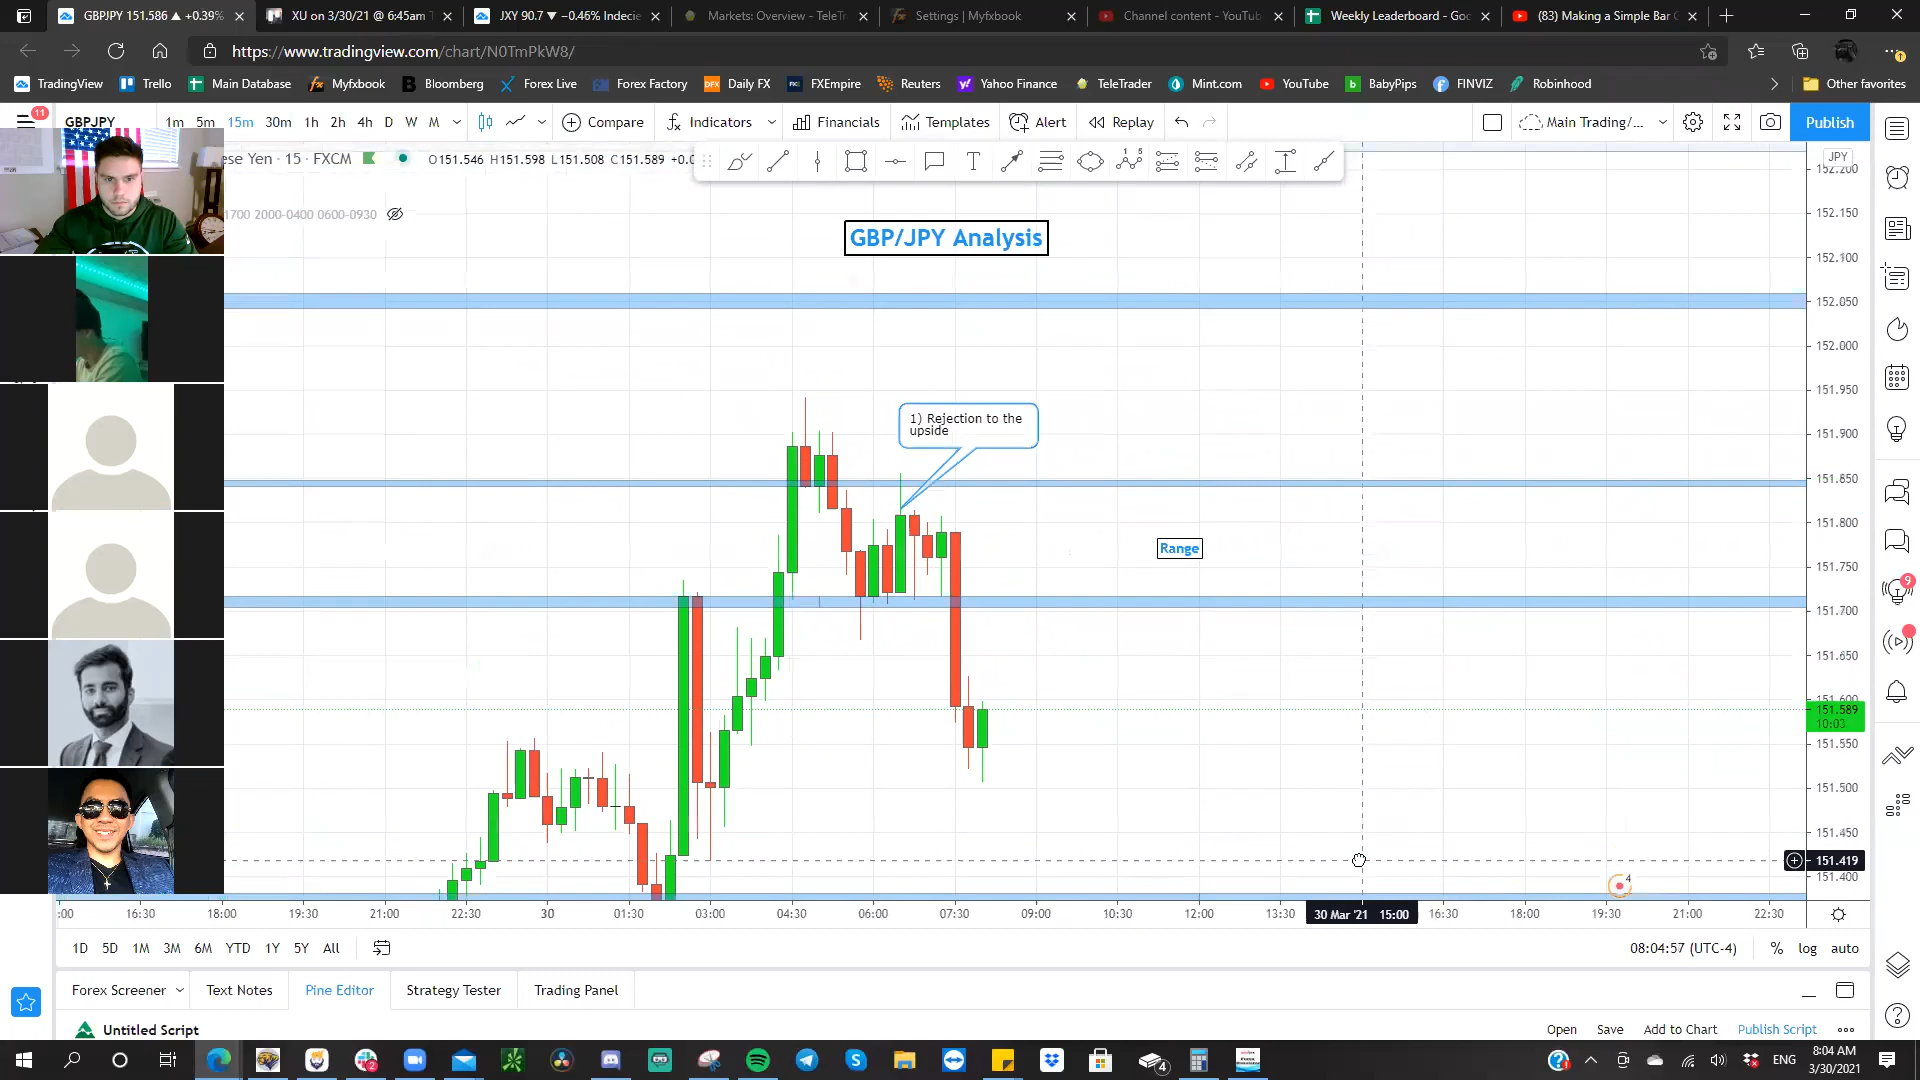 GBPJPY 151.586 ▲ +0.39%
XU on 3/30/21 @ 6:45am T
JXY 90.7 ▼ −0.46% Indecie
Markets: Overview - TeleTr
Settings | Myfxbook
Channel content - YouTub
Weekly Leaderboard - Goo
(83) Making a Simple Bar C
https://www.tradingview.com/chart/N0TmPkW8/
TradingView
Trello
Main Database
Myfxbook
Bloomberg
Forex Live
Forex Factory
Daily FX
FXEmpire
Reuters
Yahoo Finance
TeleTrader
Mint.com
YouTube
BabyPips
FINVIZ
Robinhood
Other favorites
11
GBPJPY
1m 5m 15m 30m 1h 2h 4h D W M
Compare
Indicators
Financials
Templates
Alert
Replay
Main Trading/...
Publish
ese Yen · 15 · FXCM
O151.546 H151.598 L151.508 C151.589 +0.0
1700 2000-0400 0600-0930
JPY
152.200
152.150
152.100
152.050
152.000
151.950
151.900
151.850
151.800
151.750
151.700
151.650
151.600
151.589
10:03
151.550
151.500
151.450
151.419
151.400
GBP/JPY Analysis
1) Rejection to the
upside
Range
4
9
:00 16:30 18:00 19:30 21:00 22:30 30 01:30 03:00 04:30 06:00 07:30 09:00 10:30 12:00 13:30 30 Mar '21 15:00 16:30 18:00 19:30 21:00 22:30
1D 5D 1M 3M 6M YTD 1Y 5Y All
08:04:57 (UTC-4)
% log auto
Forex Screener
Text Notes
Pine Editor
Strategy Tester
Trading Panel
Untitled Script
Open Save Add to Chart Publish Script
2
4
ENG
8:04 AM
3/30/2021